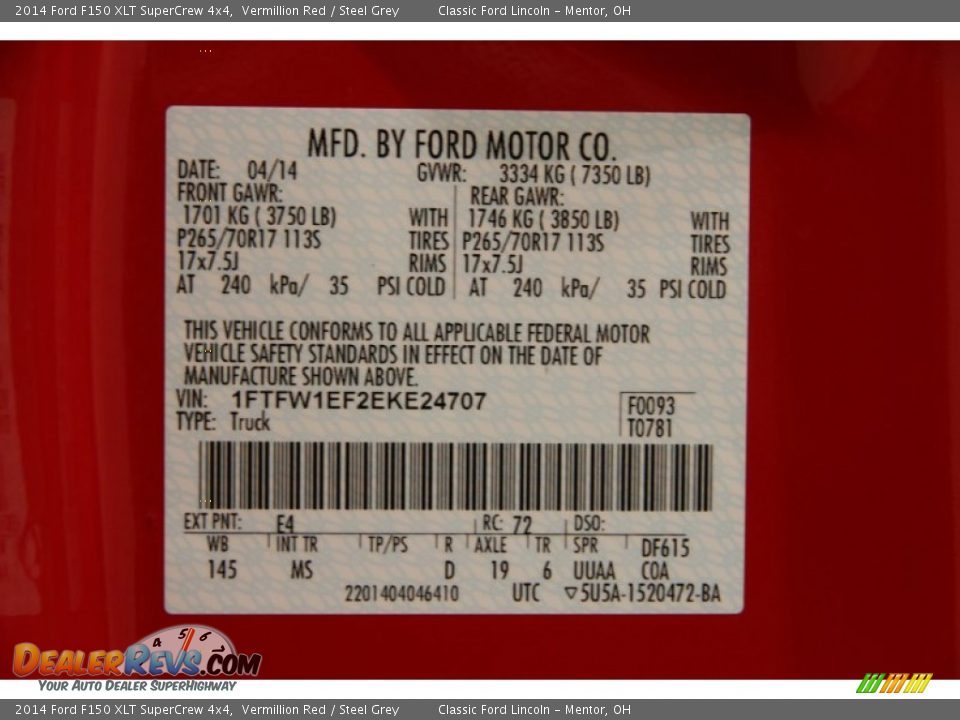 2014 Ford F150 XLT SuperCrew 4x4, Vermillion Red / Steel Grey Classic Ford Lincoln – Mentor, OH
MFD. BY FORD MOTOR CO.
DATE: 04/14 GVWR: 3334 KG ( 7350 LB)
FRONT GAWR: REAR GAWR:
1701 KG ( 3750 LB) WITH 1746 KG ( 3850 LB) WITH
P265/70R17 113S TIRES P265/70R17 113S TIRES
17x7.5J RIMS 17x7.5J RIMS
AT 240 kPa/ 35 PSI COLD AT 240 kPa/ 35 PSI COLD
THIS VEHICLE CONFORMS TO ALL APPLICABLE FEDERAL MOTOR
VEHICLE SAFETY STANDARDS IN EFFECT ON THE DATE OF
MANUFACTURE SHOWN ABOVE.
VIN: 1FTFW1EF2EKE24707
TYPE: Truck
F0093
T0781
EXT PNT: E4 RC: 72 DSO:
WB INT TR TP/PS R AXLE TR SPR DF615
145 MS D 19 6 UUAA C0A
2201404046410 UTC ▽5U5A-1520472-BA
4 5 6
DEALERREVS.COM
YOUR AUTO DEALER SUPERHIGHWAY
2014 Ford F150 XLT SuperCrew 4x4, Vermillion Red / Steel Grey Classic Ford Lincoln – Mentor, OH